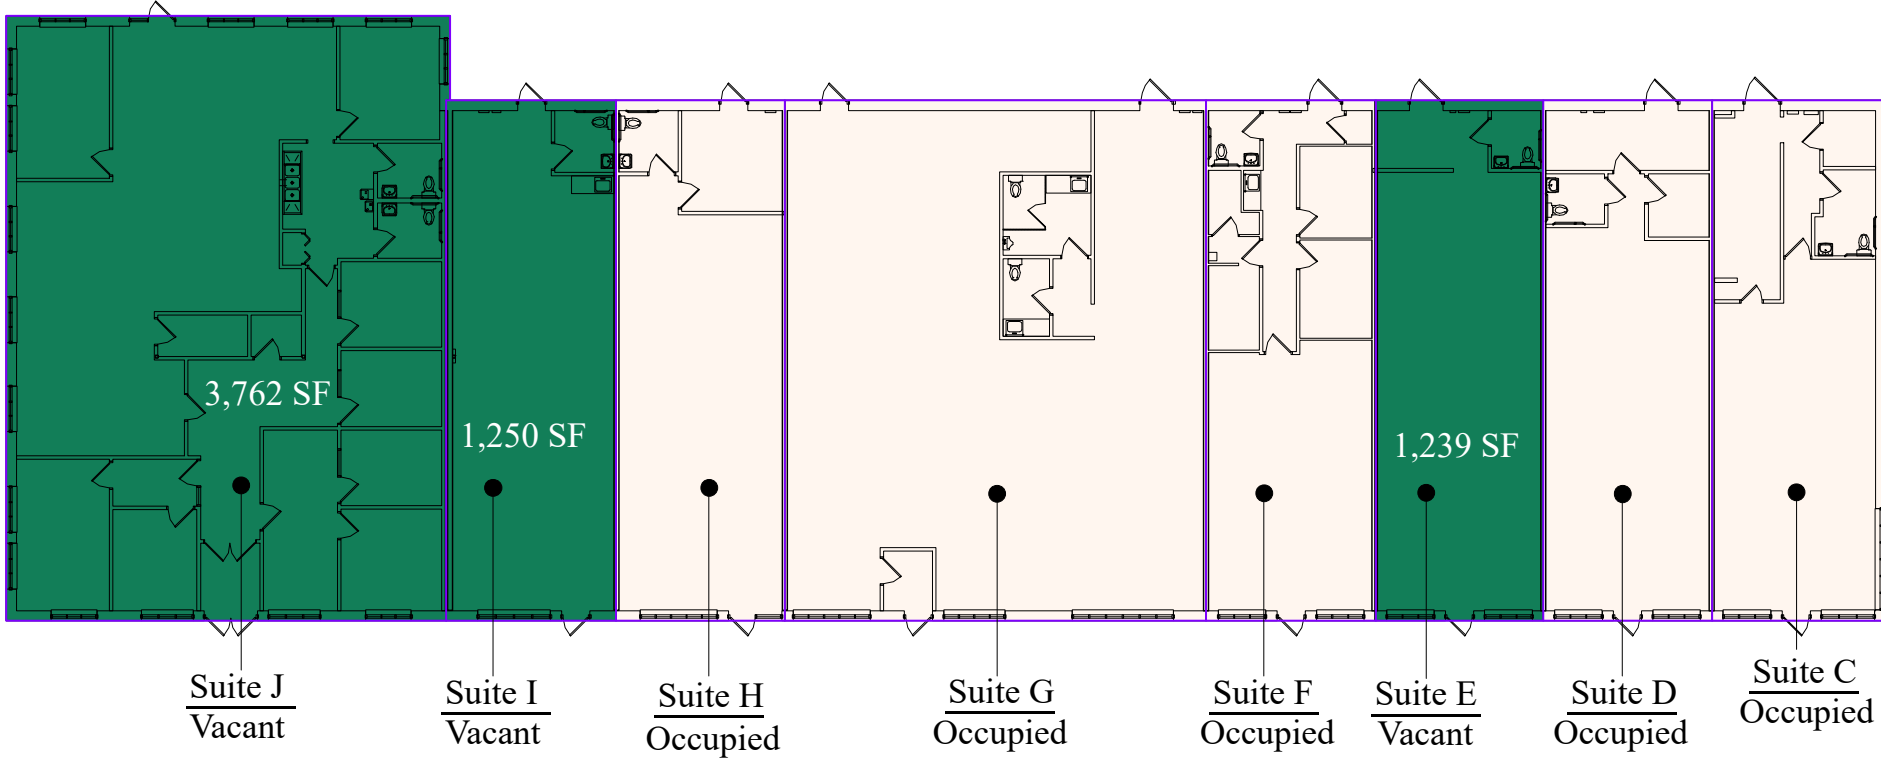 3,762 SF
1,250 SF
1,239 SF
Suite J
Vacant
Suite I
Vacant
Suite H
Occupied
Suite G
Occupied
Suite F
Occupied
Suite E
Vacant
Suite D
Occupied
Suite C
Occupied